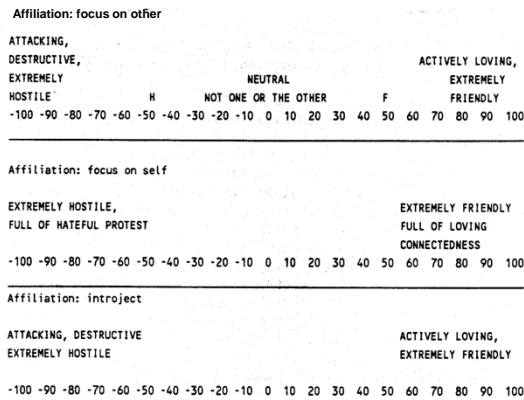 Affiliation: focus on other
ATTACKING,
DESTRUCTIVE, ACTIVELY LOVING,
EXTREMELY NEUTRAL EXTREMELY
HOSTILE H NOT ONE OR THE OTHER F FRIENDLY
-100 -90 -80 -70 -60 -50 -40 -30 -20 -10 0 10 20 30 40 50 60 70 80 90 100
Affiliation: focus on self
EXTREMELY HOSTILE, EXTREMELY FRIENDLY
FULL OF HATEFUL PROTEST FULL OF LOVING
CONNECTEDNESS
-100 -90 -80 -70 -60 -50 -40 -30 -20 -10 0 10 20 30 40 50 60 70 80 90 100
Affiliation: introject
ATTACKING, DESTRUCTIVE ACTIVELY LOVING,
EXTREMELY HOSTILE EXTREMELY FRIENDLY
-100 -90 -80 -70 -60 -50 -40 -30 -20 -10 0 10 20 30 40 50 60 70 80 90 100